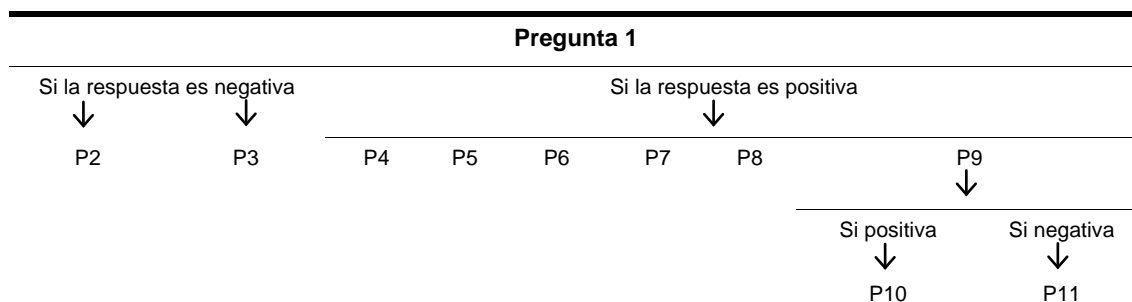 Pregunta 1
Si la respuesta es negativa Si la respuesta es positiva
P2 P3 P4 P5 P6 P7 P8 P9
Si positiva Si negativa
P10 P11